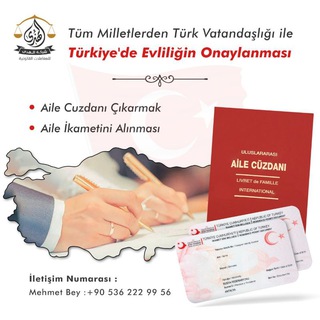 Tüm Milletlerden Türk Vatandaşlığı ile
Türkiye'de Evliliğin Onaylanması
Aile Cuzdanı Çıkarmak
Aile İkametini Alınması
ULUSLARARASI
AİLE CÜZDANI
LIVRET de FAMILLE
INTERNATIONAL
İletişim Numarası :
Mehmet Bey : +90 536 222 99 56